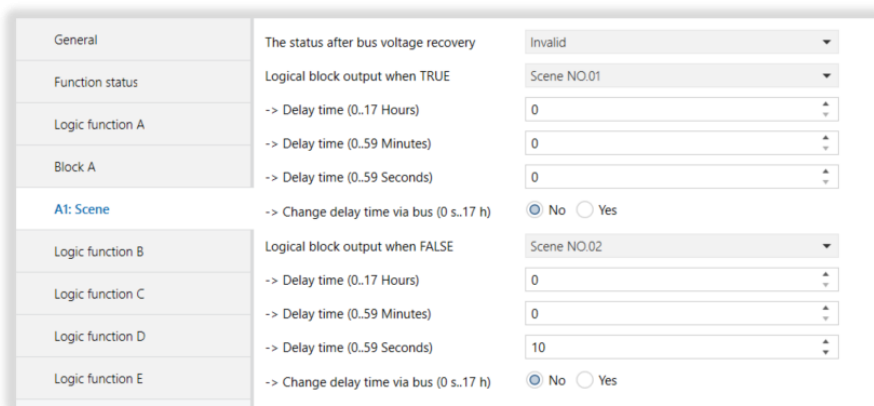 General
Function status
Logic function A
Block A
A1: Scene
Logic function B
Logic function C
Logic function D
Logic function E
The status after bus voltage recovery Invalid
Logical block output when TRUE Scene NO.01
-> Delay time (0..17 Hours) 0
-> Delay time (0..59 Minutes) 0
-> Delay time (0..59 Seconds) 0
-> Change delay time via bus (0 s..17 h) No Yes
Logical block output when FALSE Scene NO.02
-> Delay time (0..17 Hours) 0
-> Delay time (0..59 Minutes) 0
-> Delay time (0..59 Seconds) 10
-> Change delay time via bus (0 s..17 h) No Yes